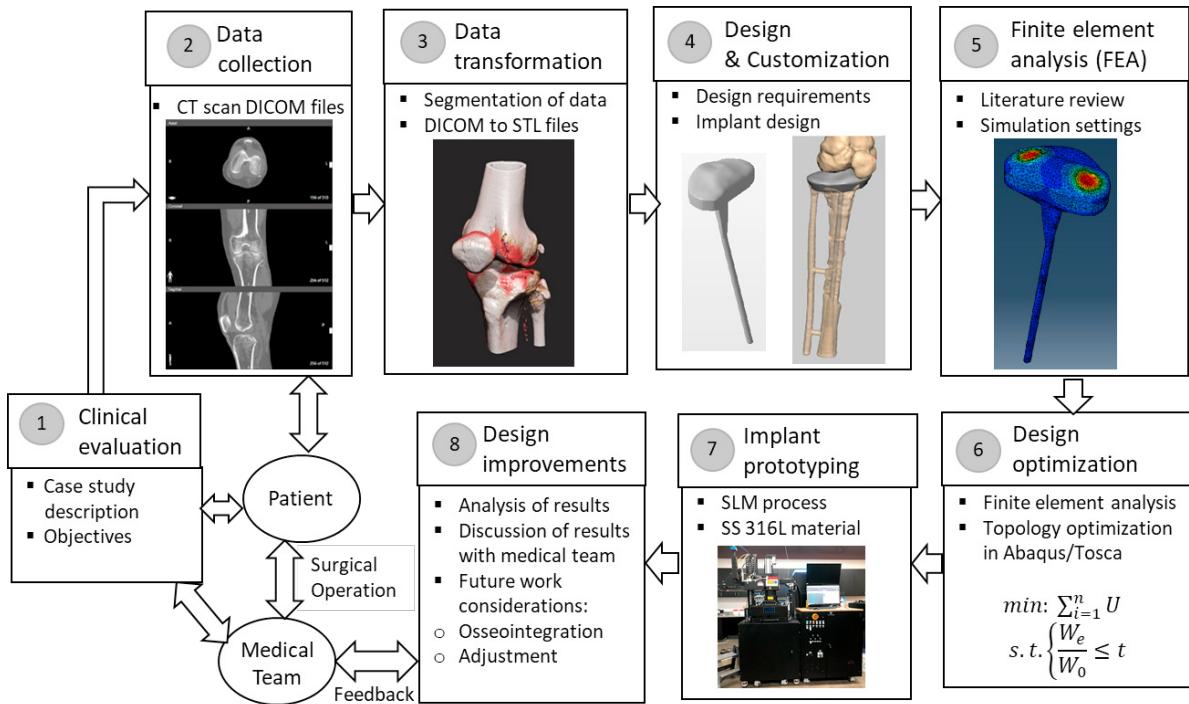 1
Clinical
evaluation
▪ Case study
description
▪ Objectives
2
Data
collection
▪ CT scan DICOM files
3
Data
transformation
▪ Segmentation of data
▪ DICOM to STL files
4
Design
& Customization
▪ Design requirements
▪ Implant design
5
Finite element
analysis (FEA)
▪ Literature review
▪ Simulation settings
6
Design
optimization
▪ Finite element analysis
▪ Topology optimization
in Abaqus/Tosca
min: ∑ᵢ₌₁ⁿ U
s. t. {Wₑ/W₀ ≤ t
7
Implant
prototyping
▪ SLM process
▪ SS 316L material
8
Design
improvements
▪ Analysis of results
▪ Discussion of results
with medical team
▪ Future work
considerations:
o Osseointegration
o Adjustment
Patient
Surgical
Operation
Medical
Team
Feedback